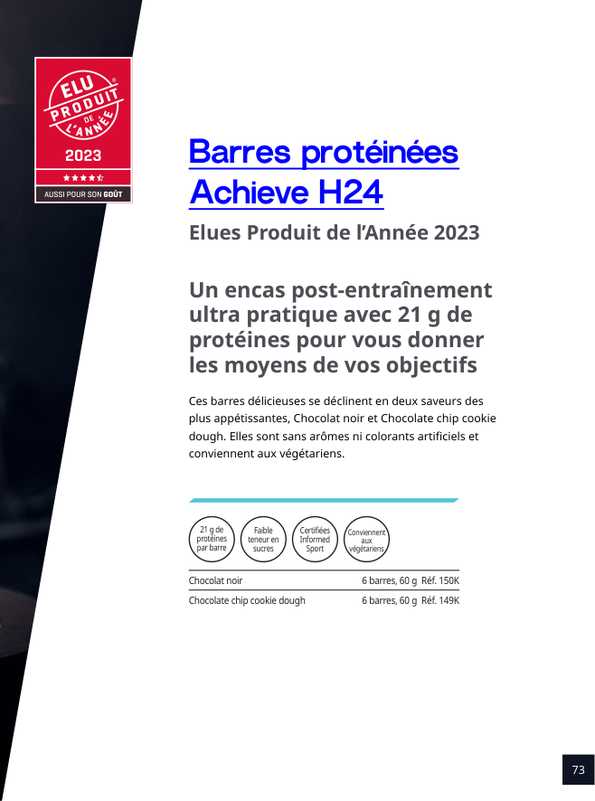 ELU
PRODUIT
DE
L'ANNÉE
®
2023
AUSSI POUR SON GOÛT
Barres protéinées
Achieve H24
Elues Produit de l’Année 2023
Un encas post-entraînement
ultra pratique avec 21 g de
protéines pour vous donner
les moyens de vos objectifs
Ces barres délicieuses se déclinent en deux saveurs des
plus appétissantes, Chocolat noir et Chocolate chip cookie
dough. Elles sont sans arômes ni colorants artificiels et
conviennent aux végétariens.
21 g de
protéines
par barre
Faible
teneur en
sucres
Certifiées
Informed
Sport
Conviennent
aux
végétariens
Chocolat noir 6 barres, 60 g Réf. 150K
Chocolate chip cookie dough 6 barres, 60 g Réf. 149K
73